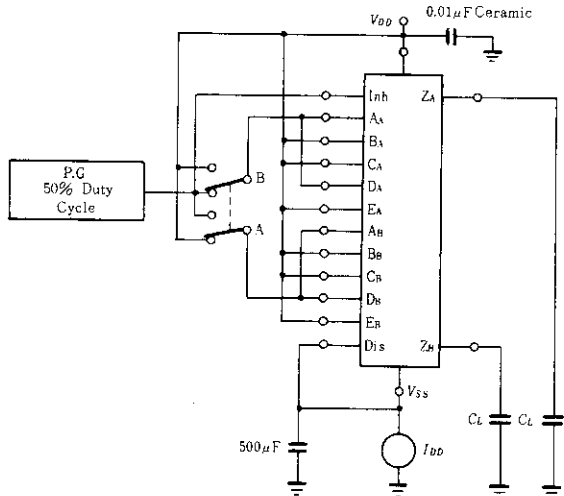 0.01μF Ceramic
VDD
Inh
ZA
AA
BA
CA
DA
EA
AB
BB
CB
DB
EB
Dis
ZB
P.G
50% Duty
Cycle
B
A
VSS
500μF
IDD
CL
CL